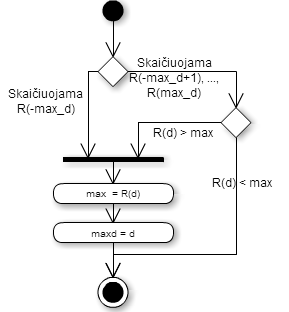 Skaičiuojama
R(-max_d+1), ...,
R(max_d)
Skaičiuojama
R(-max_d)
R(d) > max
R(d) < max
max = R(d)
maxd = d